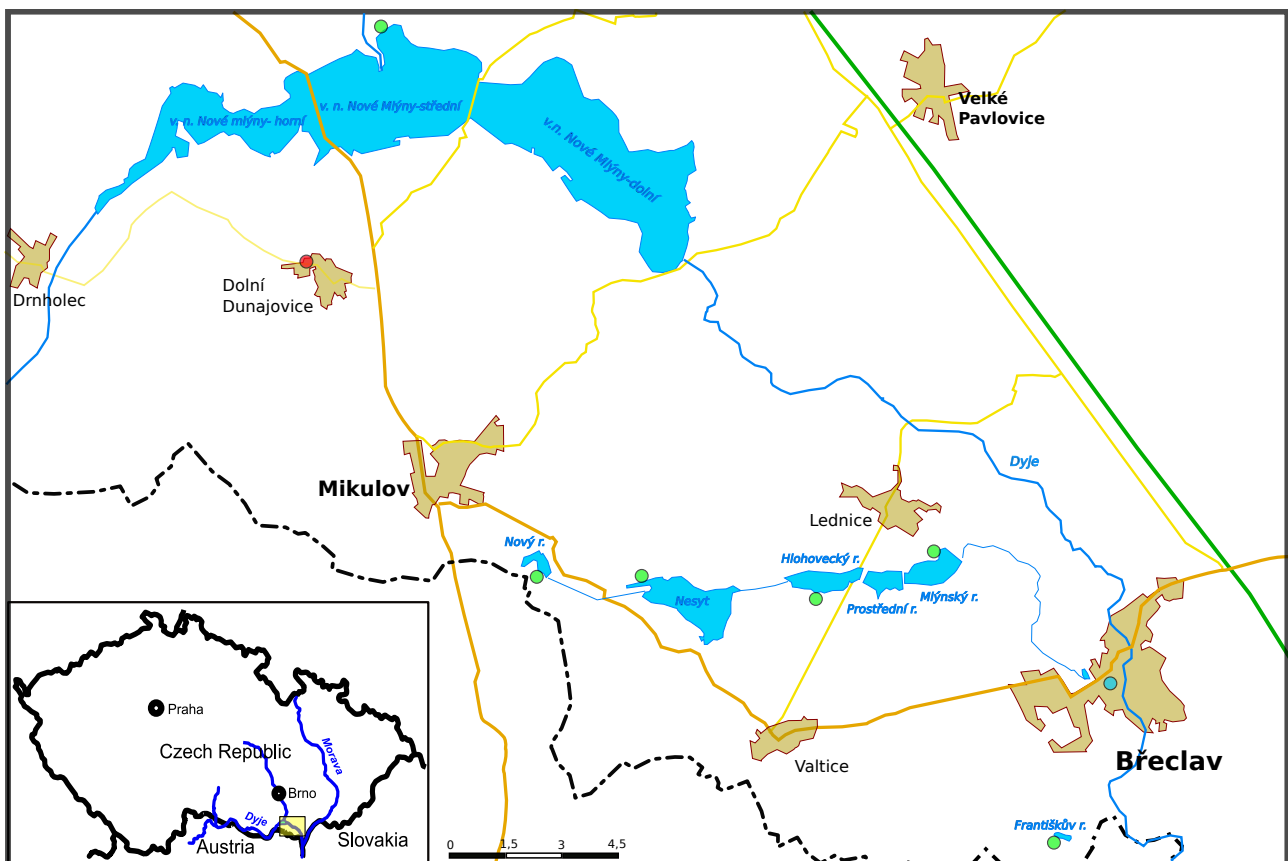 v. n. Nové Mlýny-střední
v. n. Nové mlýny- horní
v.n. Nové Mlýny-dolní
Velké
Pavlovice
Drnholec
Dolní
Dunajovice
Mikulov
Dyje
Lednice
Nový r.
Hlohovecký r.
Nesyt
Prostřední r.
Mlýnský r.
Valtice
Břeclav
Františkův r.
Praha
Czech Republic
Morava
Brno
Dyje
Austria
Slovakia
0 1,5 3 4,5